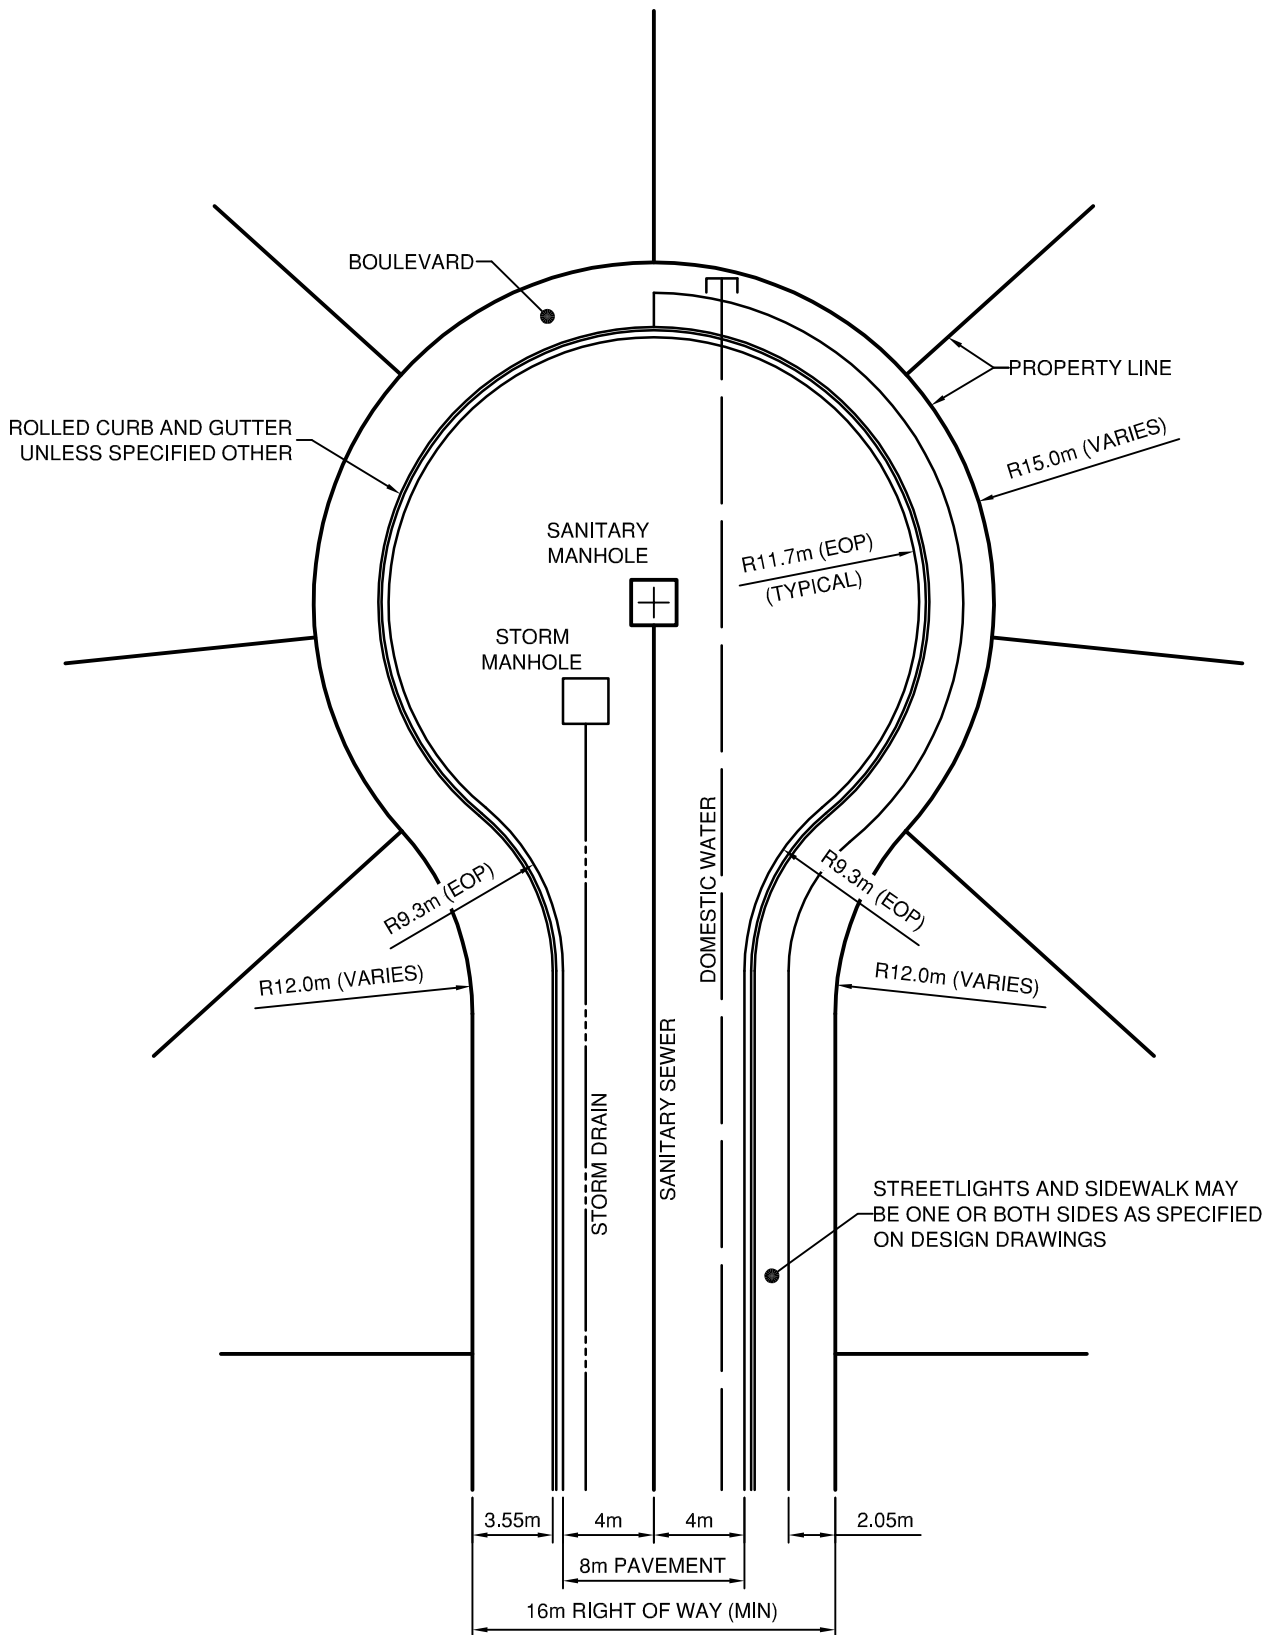 BOULEVARD
PROPERTY LINE
ROLLED CURB AND GUTTER
UNLESS SPECIFIED OTHER
R15.0m (VARIES)
SANITARY
MANHOLE
R11.7m (EOP)
(TYPICAL)
STORM
MANHOLE
DOMESTIC WATER
R9.3m (EOP)
R9.3m (EOP)
R12.0m (VARIES)
R12.0m (VARIES)
SANITARY SEWER
STORM DRAIN
STREETLIGHTS AND SIDEWALK MAY
BE ONE OR BOTH SIDES AS SPECIFIED
ON DESIGN DRAWINGS
3.55m
4m
4m
2.05m
8m PAVEMENT
16m RIGHT OF WAY (MIN)